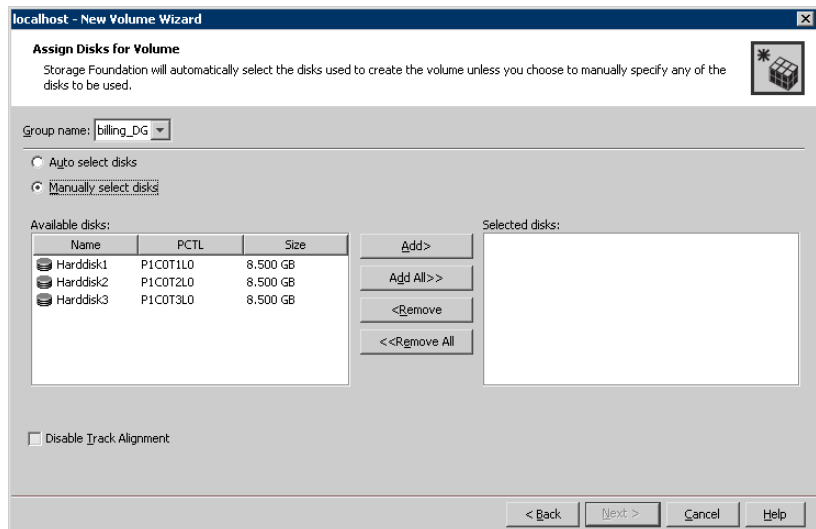 localhost - New Volume Wizard
Assign Disks for Volume
Storage Foundation will automatically select the disks used to create the volume unless you choose to manually specify any of the
disks to be used.
Group name: billing_DG
Auto select disks
Manually select disks
Available disks:
Selected disks:
Name PCTL Size
Harddisk1 P1C0T1L0 8.500 GB
Harddisk2 P1C0T2L0 8.500 GB
Harddisk3 P1C0T3L0 8.500 GB
Add>
Add All>>
<Remove
<<Remove All
Disable Track Alignment
< Back Next > Cancel Help